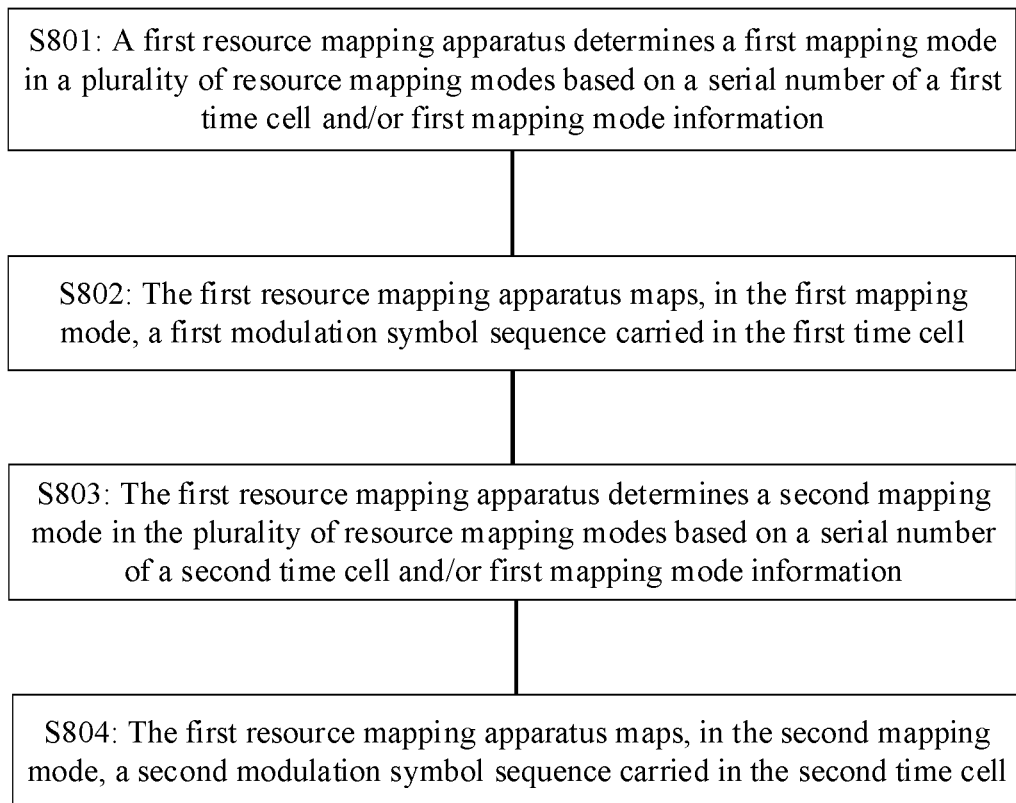 S801: A first resource mapping apparatus determines a first mapping mode
in a plurality of resource mapping modes based on a serial number of a first
time cell and/or first mapping mode information
S802: The first resource mapping apparatus maps, in the first mapping
mode, a first modulation symbol sequence carried in the first time cell
S803: The first resource mapping apparatus determines a second mapping
mode in the plurality of resource mapping modes based on a serial number
of a second time cell and/or first mapping mode information
S804: The first resource mapping apparatus maps, in the second mapping
mode, a second modulation symbol sequence carried in the second time cell